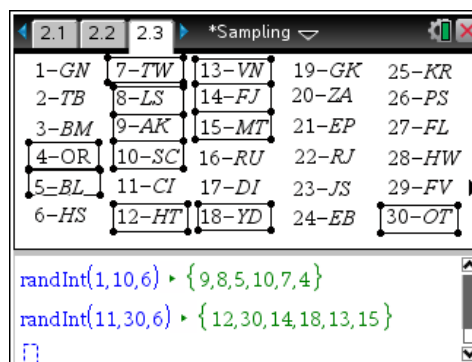 2.1 2.2 2.3 *Sampling
1-GN 7-TW 13-VN 19-GK 25-KR
2-TB 8-LS 14-FJ 20-ZA 26-PS
3-BM 9-AK 15-MT 21-EP 27-FL
4-OR 10-SC 16-RU 22-RJ 28-HW
5-BL 11-CI 17-DI 23-JS 29-FV
6-HS 12-HT 18-YD 24-EB 30-OT
randInt(1,10,6) ▸ {9,8,5,10,7,4}
randInt(11,30,6) ▸ {12,30,14,18,13,15}